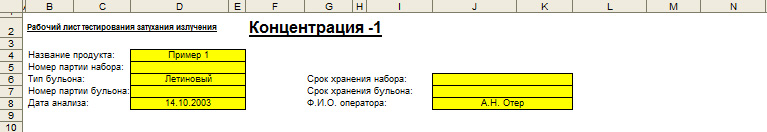 B C D E F G H I J K L M N
2 Рабочий лист тестирования затухания излучения Концентрация -1
3
4 Название продукта: Пример 1
5 Номер партии набора:
6 Тип бульона: Летиновый Срок хранения набора:
7 Номер партии бульона: Срок хранения бульона:
8 Дата анализа: 14.10.2003 Ф.И.О. оператора: А.Н. Отер
9
10